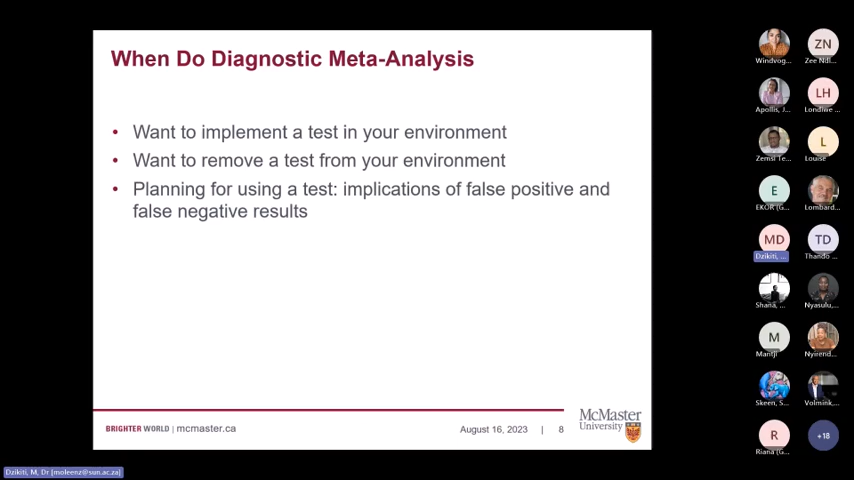 When Do Diagnostic Meta-Analysis
• Want to implement a test in your environment
• Want to remove a test from your environment
• Planning for using a test: implications of false positive and
false negative results
BRIGHTER WORLD | mcmaster.ca
August 16, 2023 | 8
McMaster
University
Windvog...
ZN
Zee Ndl...
Apollis, J...
LH
Londiwe ...
Zemsi Te...
L
Louise
E
EKOR (G...
Lombard...
MD
Dzikiti, ...
TD
Thando ...
Shana, ...
Nyasulu,...
M
Mantji
Nyirend...
Skeen, S...
Volmink,...
R
Riana (G...
+18
Dzikiti, M, Dr [moleenz@sun.ac.za]